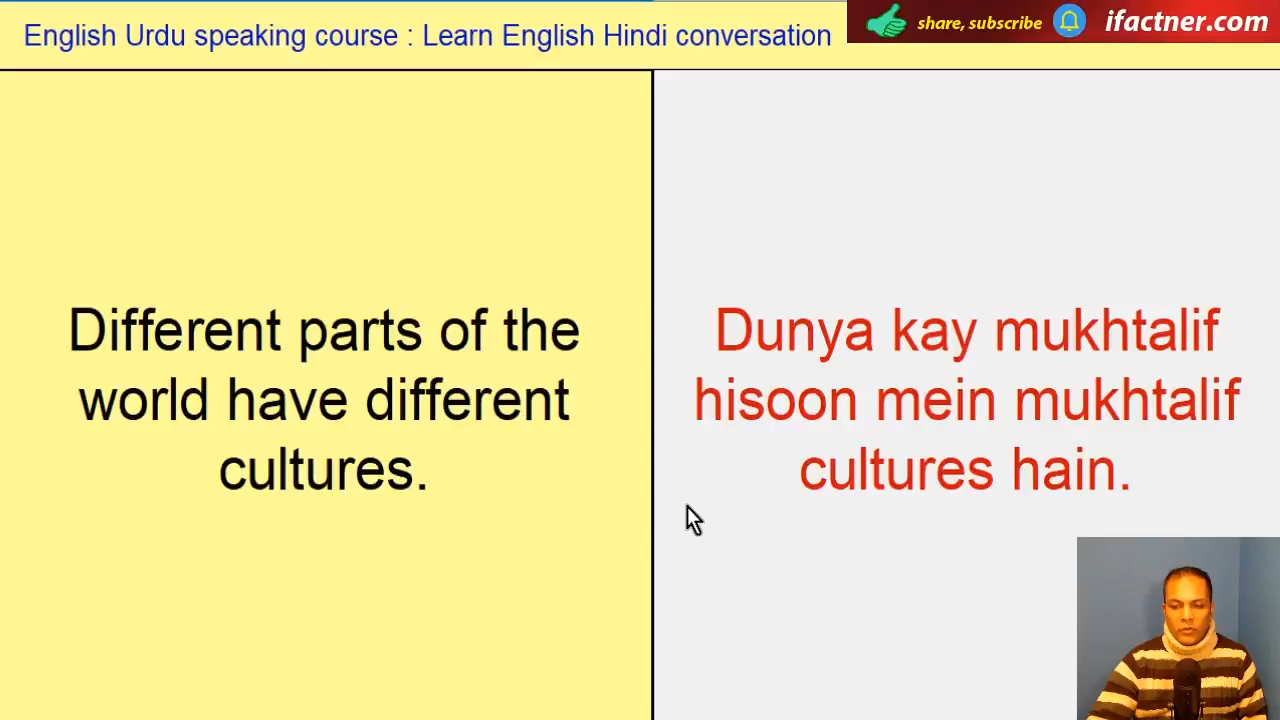 English Urdu speaking course : Learn English Hindi conversation
share, subscribe
ifactner.com
Different parts of the
world have different
cultures.
Dunya kay mukhtalif
hisoon mein mukhtalif
cultures hain.